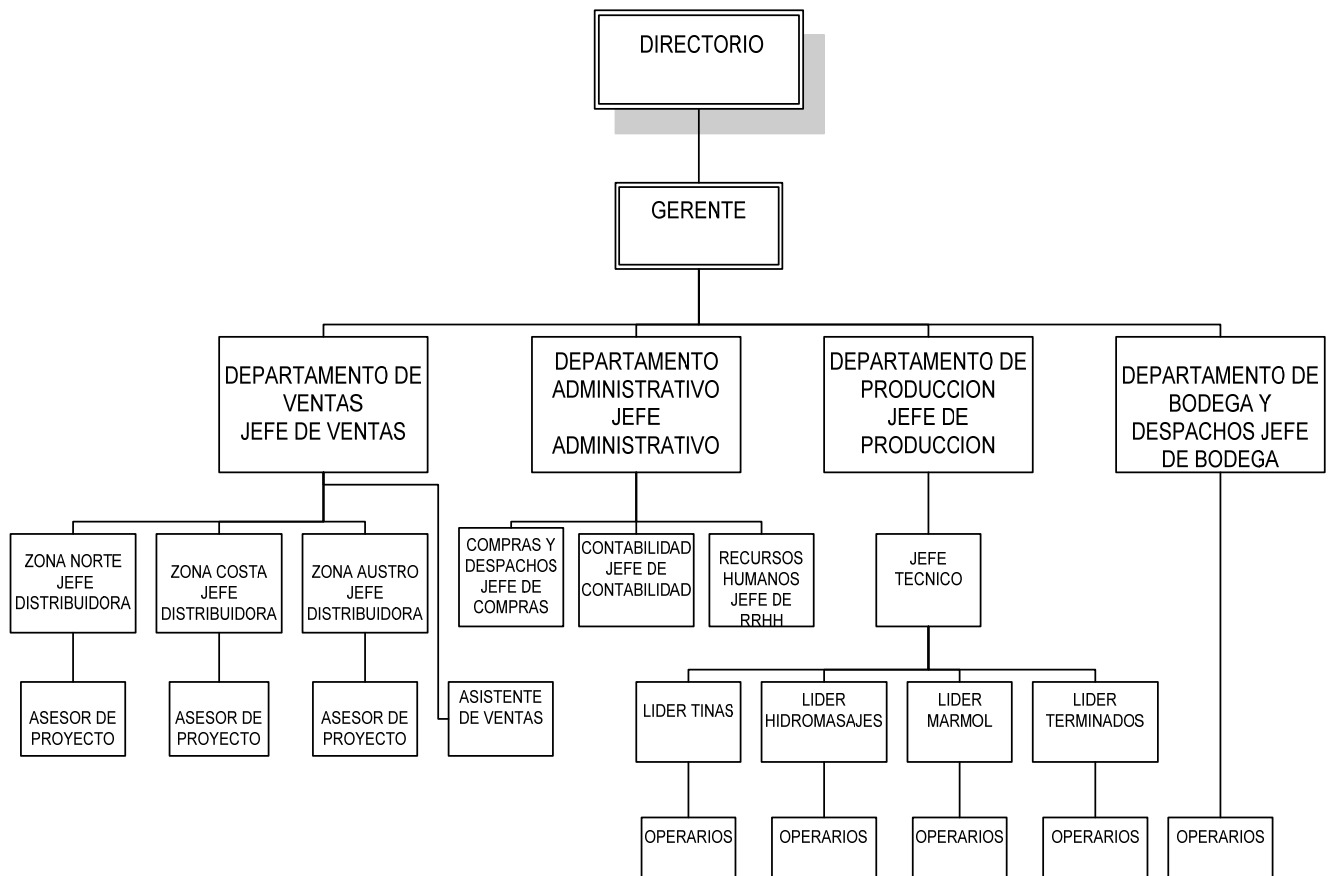 DIRECTORIO
GERENTE
DEPARTAMENTO DE
VENTAS
JEFE DE VENTAS
DEPARTAMENTO
ADMINISTRATIVO
JEFE
ADMINISTRATIVO
DEPARTAMENTO DE
PRODUCCION
JEFE DE
PRODUCCION
DEPARTAMENTO DE
BODEGA Y
DESPACHOS JEFE
DE BODEGA
ZONA NORTE
JEFE
DISTRIBUIDORA
ZONA COSTA
JEFE
DISTRIBUIDORA
ZONA AUSTRO
JEFE
DISTRIBUIDORA
COMPRAS Y
DESPACHOS
JEFE DE
COMPRAS
CONTABILIDAD
JEFE DE
CONTABILIDAD
RECURSOS
HUMANOS
JEFE DE
RRHH
JEFE
TECNICO
ASESOR DE
PROYECTO
ASESOR DE
PROYECTO
ASESOR DE
PROYECTO
ASISTENTE
DE VENTAS
LIDER TINAS
LIDER
HIDROMASAJES
LIDER
MARMOL
LIDER
TERMINADOS
OPERARIOS
OPERARIOS
OPERARIOS
OPERARIOS
OPERARIOS